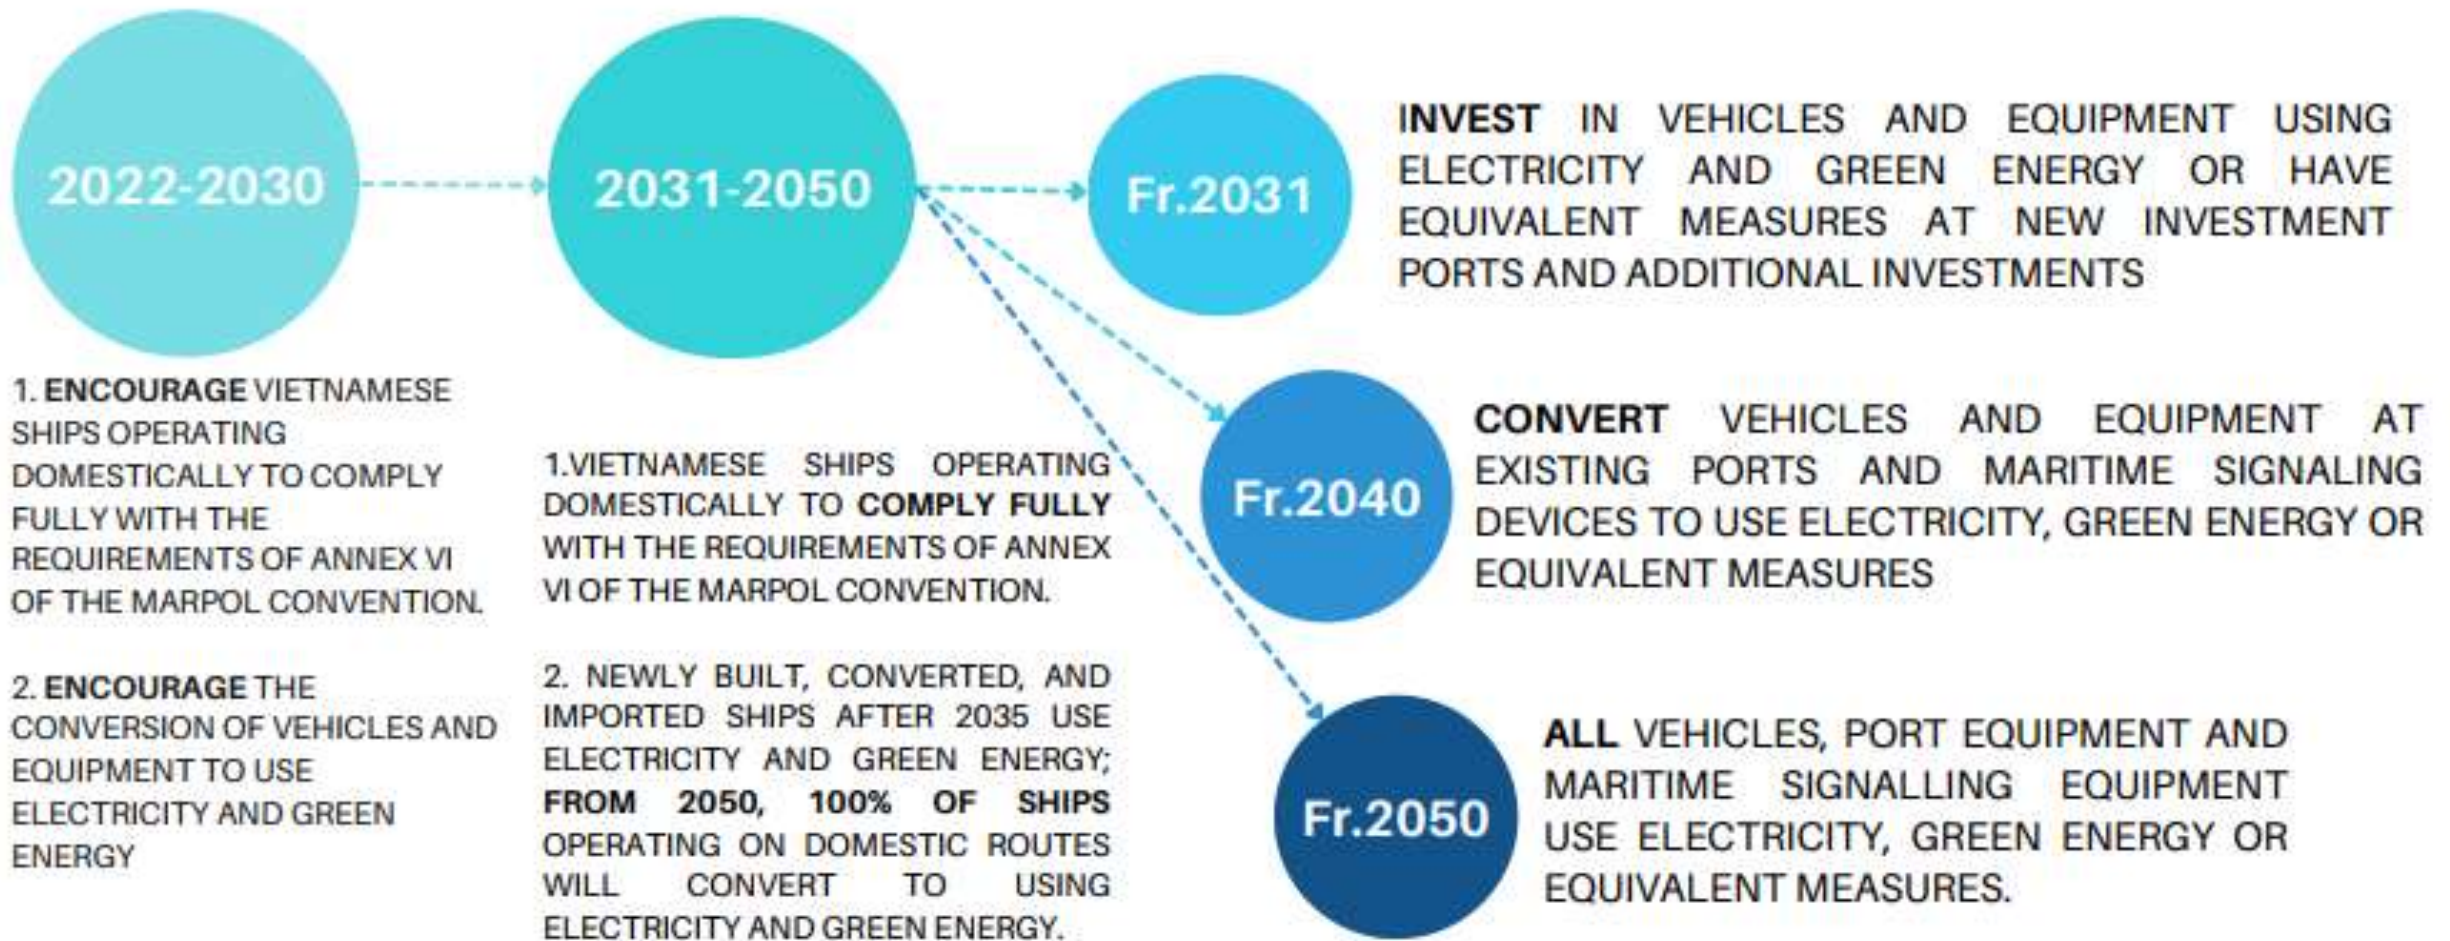 2022-2030
1. ENCOURAGE VIETNAMESE
SHIPS OPERATING
DOMESTICALLY TO COMPLY
FULLY WITH THE
REQUIREMENTS OF ANNEX VI
OF THE MARPOL CONVENTION.
2. ENCOURAGE THE
CONVERSION OF VEHICLES AND
EQUIPMENT TO USE
ELECTRICITY AND GREEN
ENERGY
2031-2050
1.VIETNAMESE SHIPS OPERATING
DOMESTICALLY TO COMPLY FULLY
WITH THE REQUIREMENTS OF ANNEX
VI OF THE MARPOL CONVENTION.
2. NEWLY BUILT, CONVERTED, AND
IMPORTED SHIPS AFTER 2035 USE
ELECTRICITY AND GREEN ENERGY;
FROM 2050, 100% OF SHIPS
OPERATING ON DOMESTIC ROUTES
WILL CONVERT TO USING
ELECTRICITY AND GREEN ENERGY.
Fr.2031
INVEST IN VEHICLES AND EQUIPMENT USING
ELECTRICITY AND GREEN ENERGY OR HAVE
EQUIVALENT MEASURES AT NEW INVESTMENT
PORTS AND ADDITIONAL INVESTMENTS
Fr.2040
CONVERT VEHICLES AND EQUIPMENT AT
EXISTING PORTS AND MARITIME SIGNALING
DEVICES TO USE ELECTRICITY, GREEN ENERGY OR
EQUIVALENT MEASURES
Fr.2050
ALL VEHICLES, PORT EQUIPMENT AND
MARITIME SIGNALLING EQUIPMENT
USE ELECTRICITY, GREEN ENERGY OR
EQUIVALENT MEASURES.